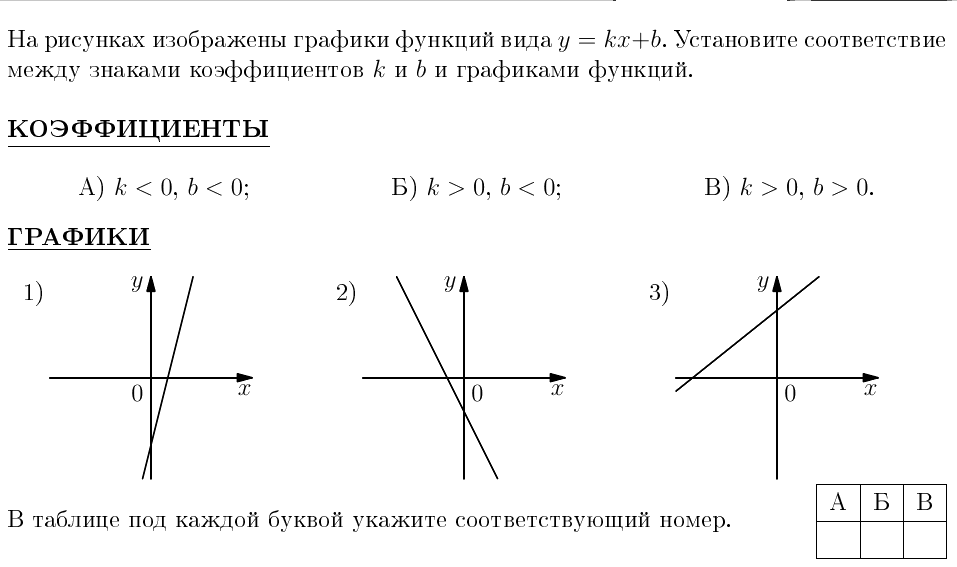 На рисунках изображены графики функций вида y = kx+b. Установите соответствие
между знаками коэффициентов k и b и графиками функций.
КОЭФФИЦИЕНТЫ
А) k < 0, b < 0; Б) k > 0, b < 0; В) k > 0, b > 0.
ГРАФИКИ
1) y 0 x 2) y 0 x 3) y 0 x
В таблице под каждой буквой укажите соответствующий номер.
А Б В